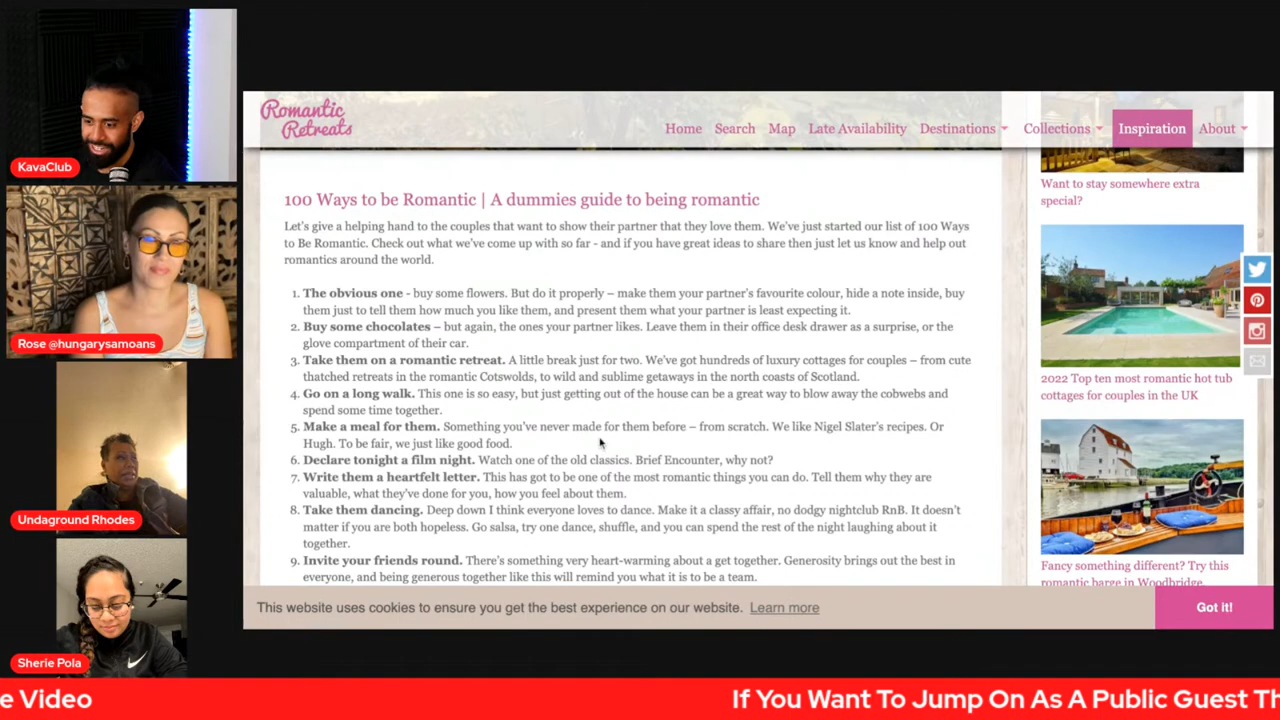 KavaClub
Rose @hungarysamoans
Undaground Rhodes
Sherie Pola
Romantic
Retreats
Home Search Map Late Availability Destinations Collections Inspiration About
100 Ways to be Romantic | A dummies guide to being romantic
Let's give a helping hand to the couples that want to show their partner that they love them. We've just started our list of 100 Ways
to Be Romantic. Check out what we've come up with so far - and if you have great ideas to share then just let us know and help out
romantics around the world.
1. The obvious one - buy some flowers. But do it properly – make them your partner's favourite colour, hide a note inside, buy
them just to tell them how much you like them, and present them what your partner is least expecting it.
2. Buy some chocolates – but again, the ones your partner likes. Leave them in their office desk drawer as a surprise, or the
glove compartment of their car.
3. Take them on a romantic retreat. A little break just for two. We've got hundreds of luxury cottages for couples – from cute
thatched retreats in the romantic Cotswolds, to wild and sublime getaways in the north coasts of Scotland.
4. Go on a long walk. This one is so easy, but just getting out of the house can be a great way to blow away the cobwebs and
spend some time together.
5. Make a meal for them. Something you've never made for them before – from scratch. We like Nigel Slater's recipes. Or
Hugh. To be fair, we just like good food.
6. Declare tonight a film night. Watch one of the old classics. Brief Encounter, why not?
7. Write them a heartfelt letter. This has got to be one of the most romantic things you can do. Tell them why they are
valuable, what they've done for you, how you feel about them.
8. Take them dancing. Deep down I think everyone loves to dance. Make it a classy affair, no dodgy nightclub RnB. It doesn't
matter if you are both hopeless. Go salsa, try one dance, shuffle, and you can spend the rest of the night laughing about it
together.
9. Invite your friends round. There's something very heart-warming about a get together. Generosity brings out the best in
everyone, and being generous together like this will remind you what it is to be a team.
Want to stay somewhere extra
special?
2022 Top ten most romantic hot tub
cottages for couples in the UK
Fancy something different? Try this
romantic barge in Woodbridge.
This website uses cookies to ensure you get the best experience on our website. Learn more
Got it!
e Video If You Want To Jump On As A Public Guest Th